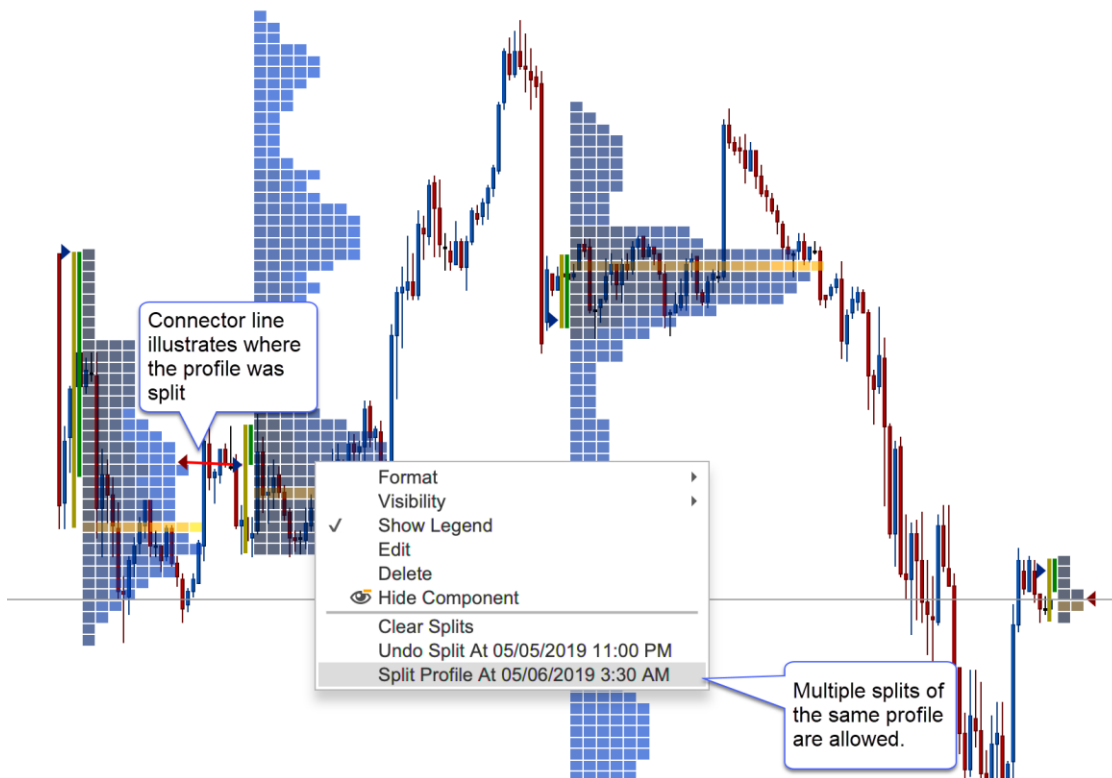 Connector line
illustrates where
the profile was
split
Format
Visibility
✓ Show Legend
Edit
Delete
Hide Component
Clear Splits
Undo Split At 05/05/2019 11:00 PM
Split Profile At 05/06/2019 3:30 AM
Multiple splits of
the same profile
are allowed.